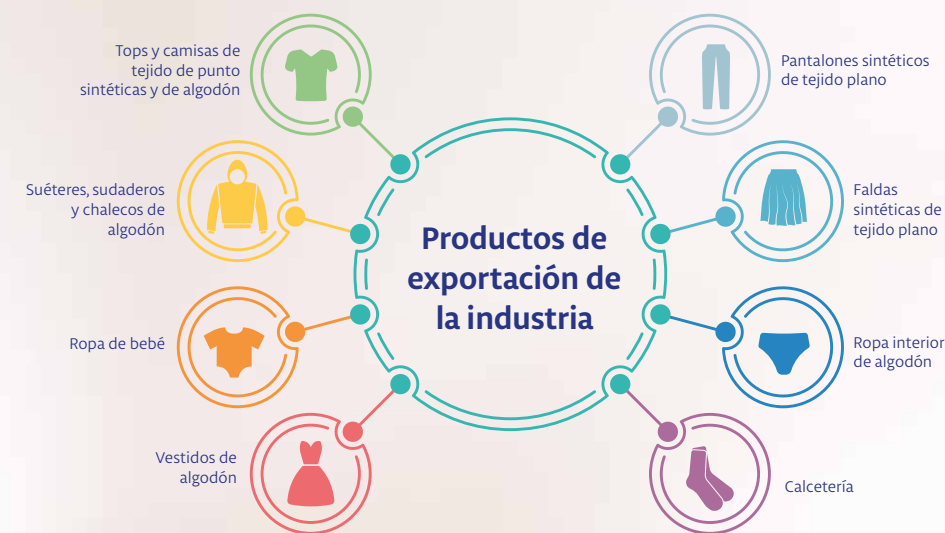 Tops y camisas de
tejido de punto
sintéticas y de algodón
Suéteres, sudaderos
y chalecos de
algodón
Ropa de bebé
Vestidos de
algodón
Productos de
exportación de
la industria
Pantalones sintéticos
de tejido plano
Faldas
sintéticas de
tejido plano
Ropa interior
de algodón
Calcetería